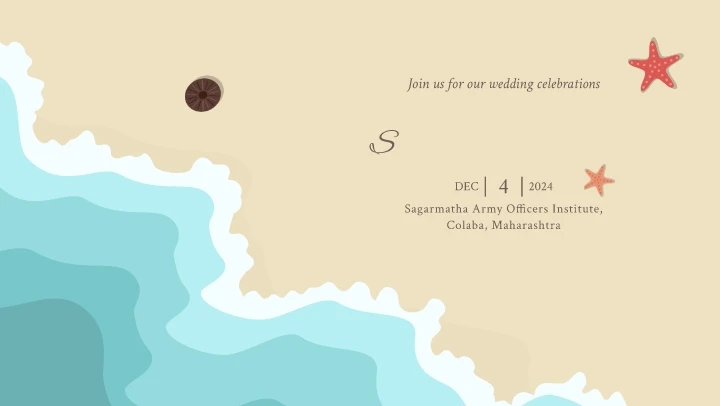 Join us for our wedding celebrations
S
DEC | 4 | 2024
Sagarmatha Army Officers Institute,
Colaba, Maharashtra